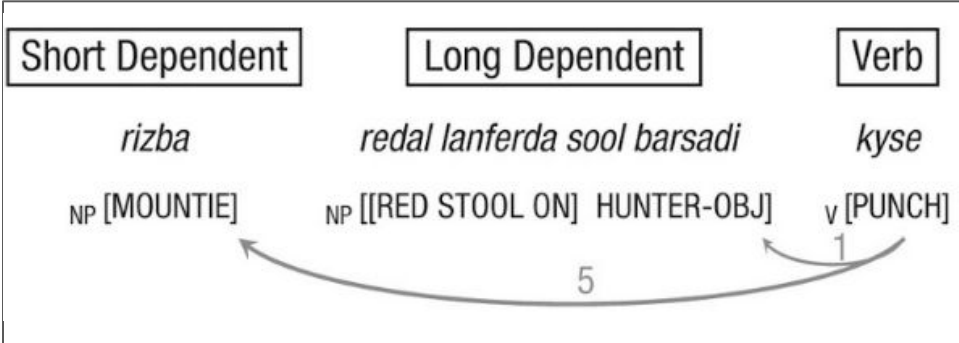 Short Dependent Long Dependent Verb
rizba redal lanferda sool barsadi kyse
NP [MOUNTIE] NP [[RED STOOL ON] HUNTER-OBJ] V [PUNCH]
1
5